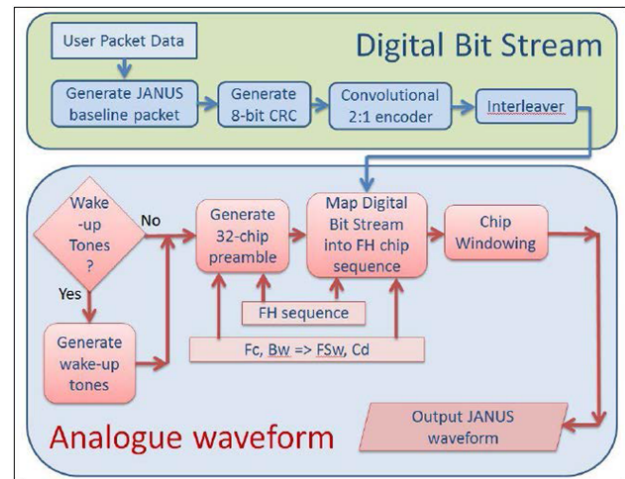 Digital Bit Stream
User Packet Data
Generate JANUS
baseline packet
Generate
8-bit CRC
Convolutional
2:1 encoder
Interleaver
Wake
-up
Tones
?
No
Yes
Generate
wake-up
tones
Generate
32-chip
preamble
Map Digital
Bit Stream
into FH chip
sequence
Chip
Windowing
FH sequence
Fc, Bw => FSw, Cd
Output JANUS
waveform
Analogue waveform